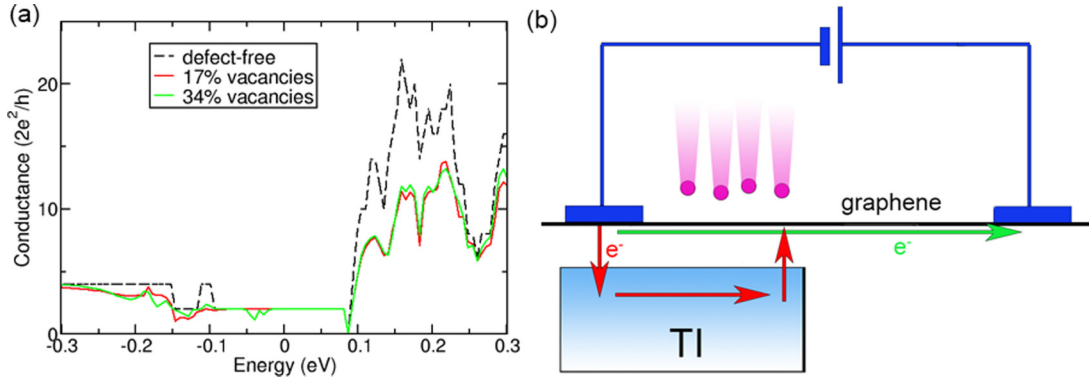 (a)
(b)
defect-free
17% vacancies
34% vacancies
Conductance (2e²/h)
20
10
0
-0.3 -0.2 -0.1 0 0.1 0.2 0.3
Energy (eV)
graphene
e⁻
e⁻
TI